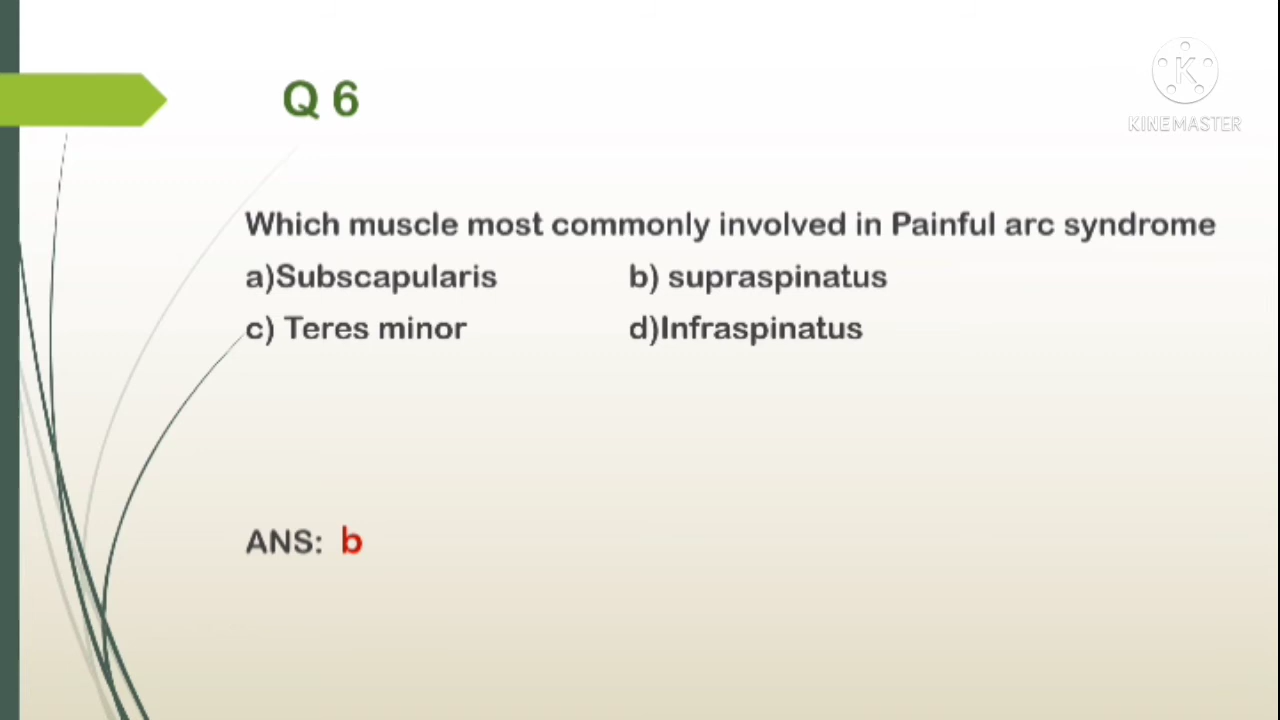 Q 6
KINEMASTER
Which muscle most commonly involved in Painful arc syndrome
a)Subscapularis b) supraspinatus
c) Teres minor d)Infraspinatus
ANS: b